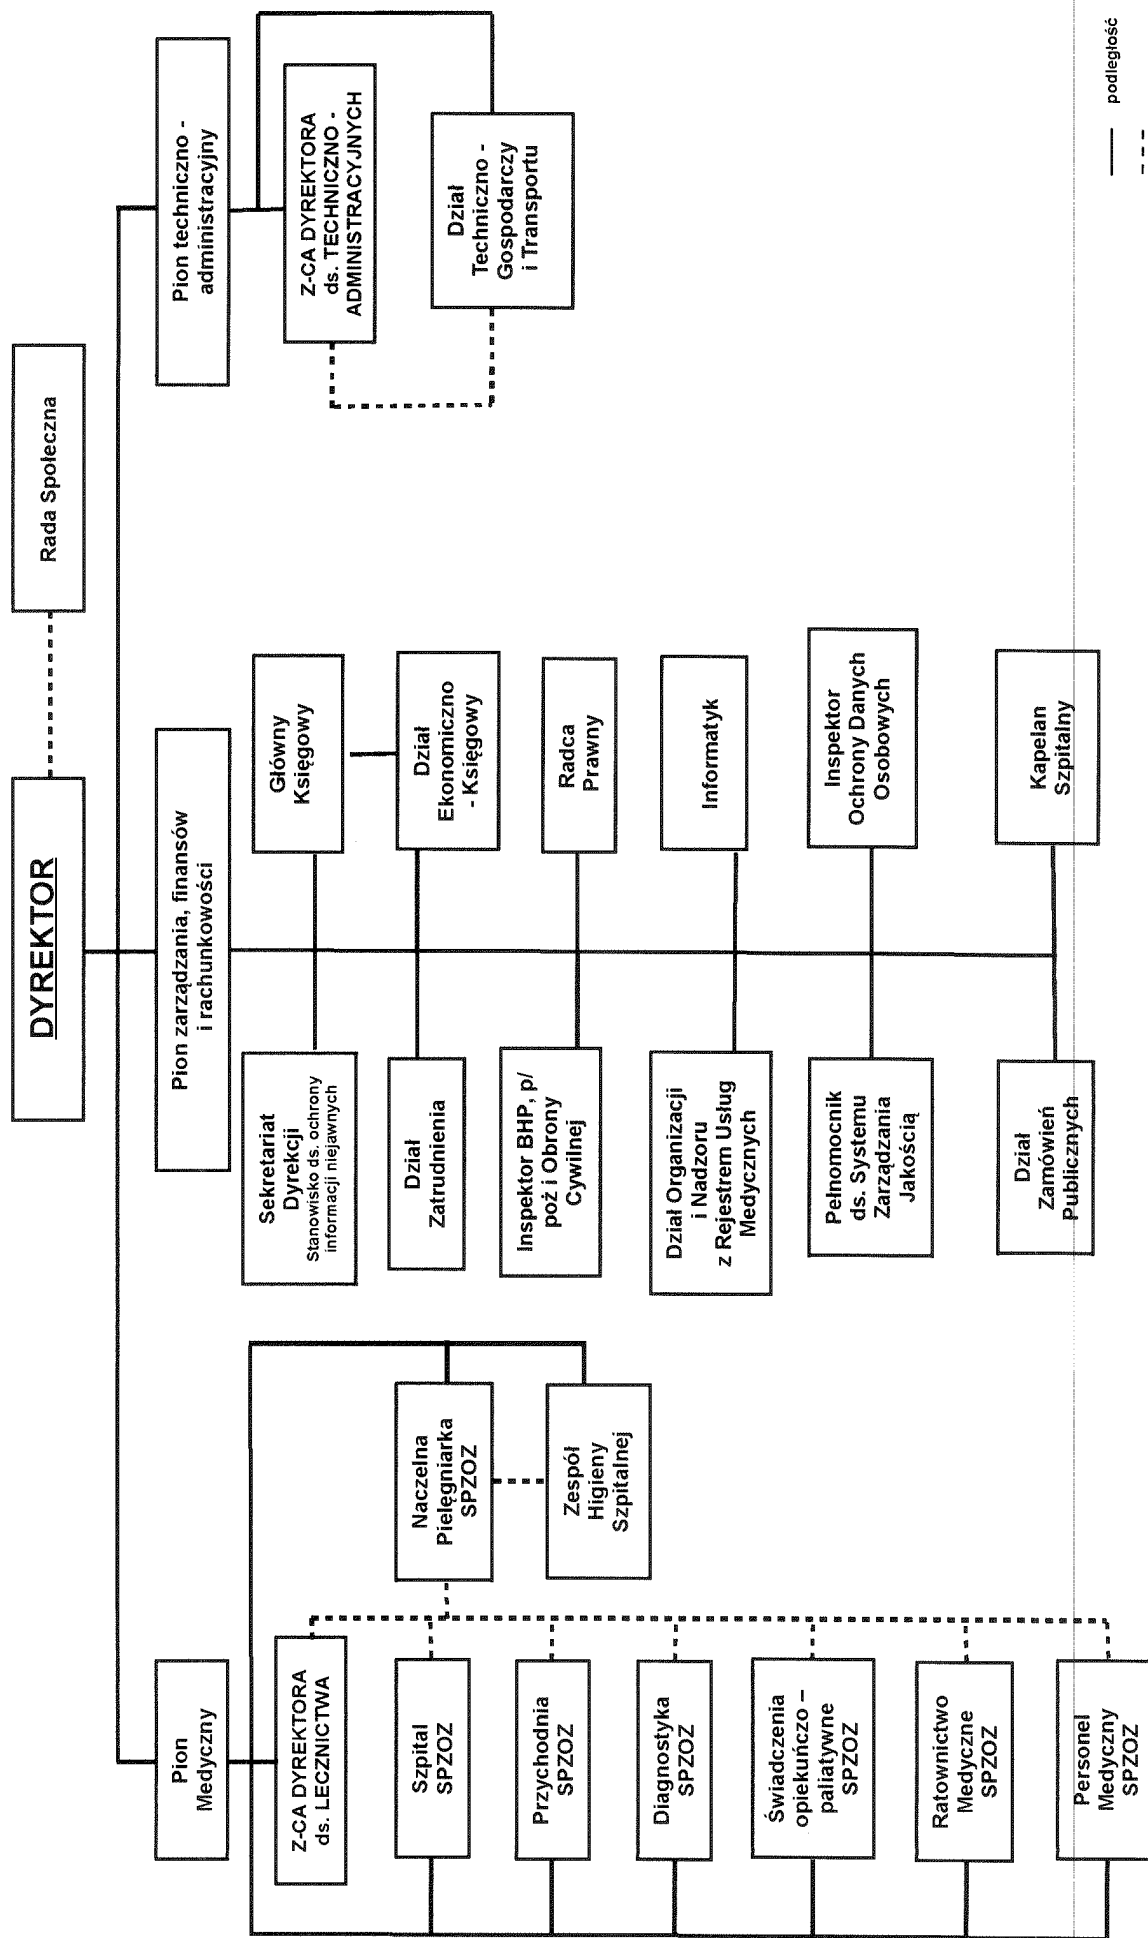 DYREKTOR
Rada Społeczna
Pion
Medyczny
Pion zarządzania, finansów
i rachunkowości
Pion techniczno -
administracyjny
Z-CA DYREKTORA
ds. LECZNICTWA
Szpital
SPZOZ
Przychodnia
SPZOZ
Diagnostyka
SPZOZ
Świadczenia
opiekuńczo –
paliatywne
SPZOZ
Ratownictwo
Medyczne
SPZOZ
Personel
Medyczny
SPZOZ
Naczelna
Pielęgniarka
SPZOZ
Zespół
Higieny
Szpitalnej
Sekretariat
Dyrekcji
Stanowisko ds. ochrony
informacji niejawnych
Dział
Zatrudnienia
Inspektor BHP, p/
poż i Obrony
Cywilnej
Dział Organizacji
i Nadzoru
z Rejestrem Usług
Medycznych
Pełnomocnik
ds. Systemu
Zarządzania
Jakością
Dział
Zamówień
Publicznych
Główny
Księgowy
Dział
Ekonomiczno
- Księgowy
Radca
Prawny
Informatyk
Inspektor
Ochrony Danych
Osobowych
Kapelan
Szpitalny
Z-CA DYREKTORA
ds. TECHNICZNO -
ADMINISTRACYJNYCH
Dział
Techniczno -
Gospodarczy
i Transportu
podległość